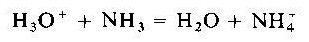 H₃O⁺ + NH₃ = H₂O + NH₄⁻